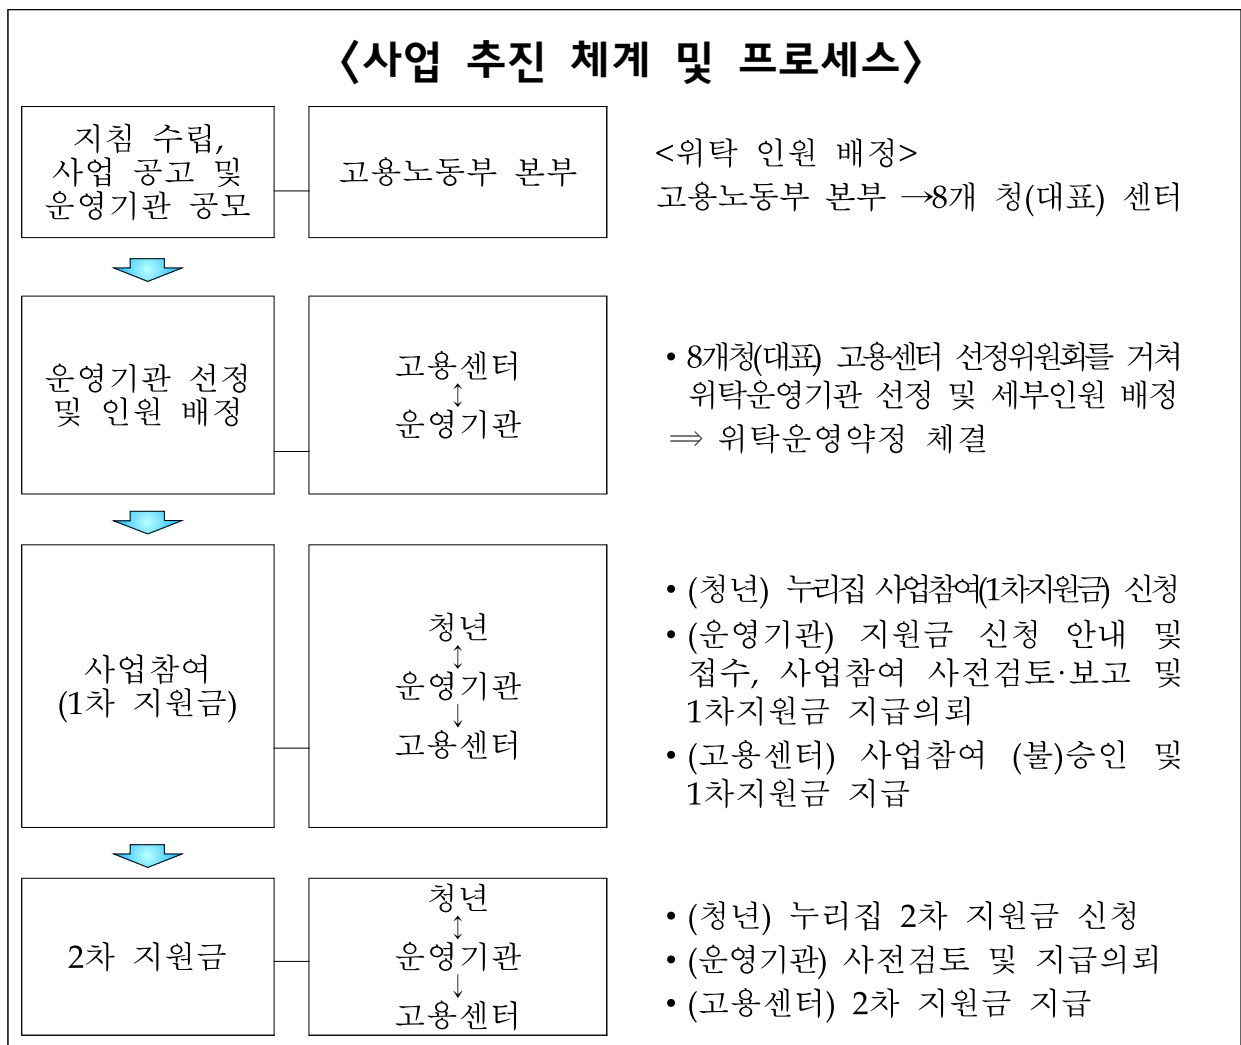 〈사업 추진 체계 및 프로세스〉
지침 수립,
사업 공고 및
운영기관 공모
고용노동부 본부
<위탁 인원 배정>
고용노동부 본부 →8개 청(대표) 센터
운영기관 선정
및 인원 배정
고용센터
↕
운영기관
• 8개청(대표) 고용센터 선정위원회를 거쳐
위탁운영기관 선정 및 세부인원 배정
⇒ 위탁운영약정 체결
사업참여
(1차 지원금)
청년
↕
운영기관
↓
고용센터
• (청년) 누리집 사업참여(1차지원금) 신청
• (운영기관) 지원금 신청 안내 및
접수, 사업참여 사전검토·보고 및
1차지원금 지급의뢰
• (고용센터) 사업참여 (불)승인 및
1차지원금 지급
2차 지원금
청년
↕
운영기관
↓
고용센터
• (청년) 누리집 2차 지원금 신청
• (운영기관) 사전검토 및 지급의뢰
• (고용센터) 2차 지원금 지급